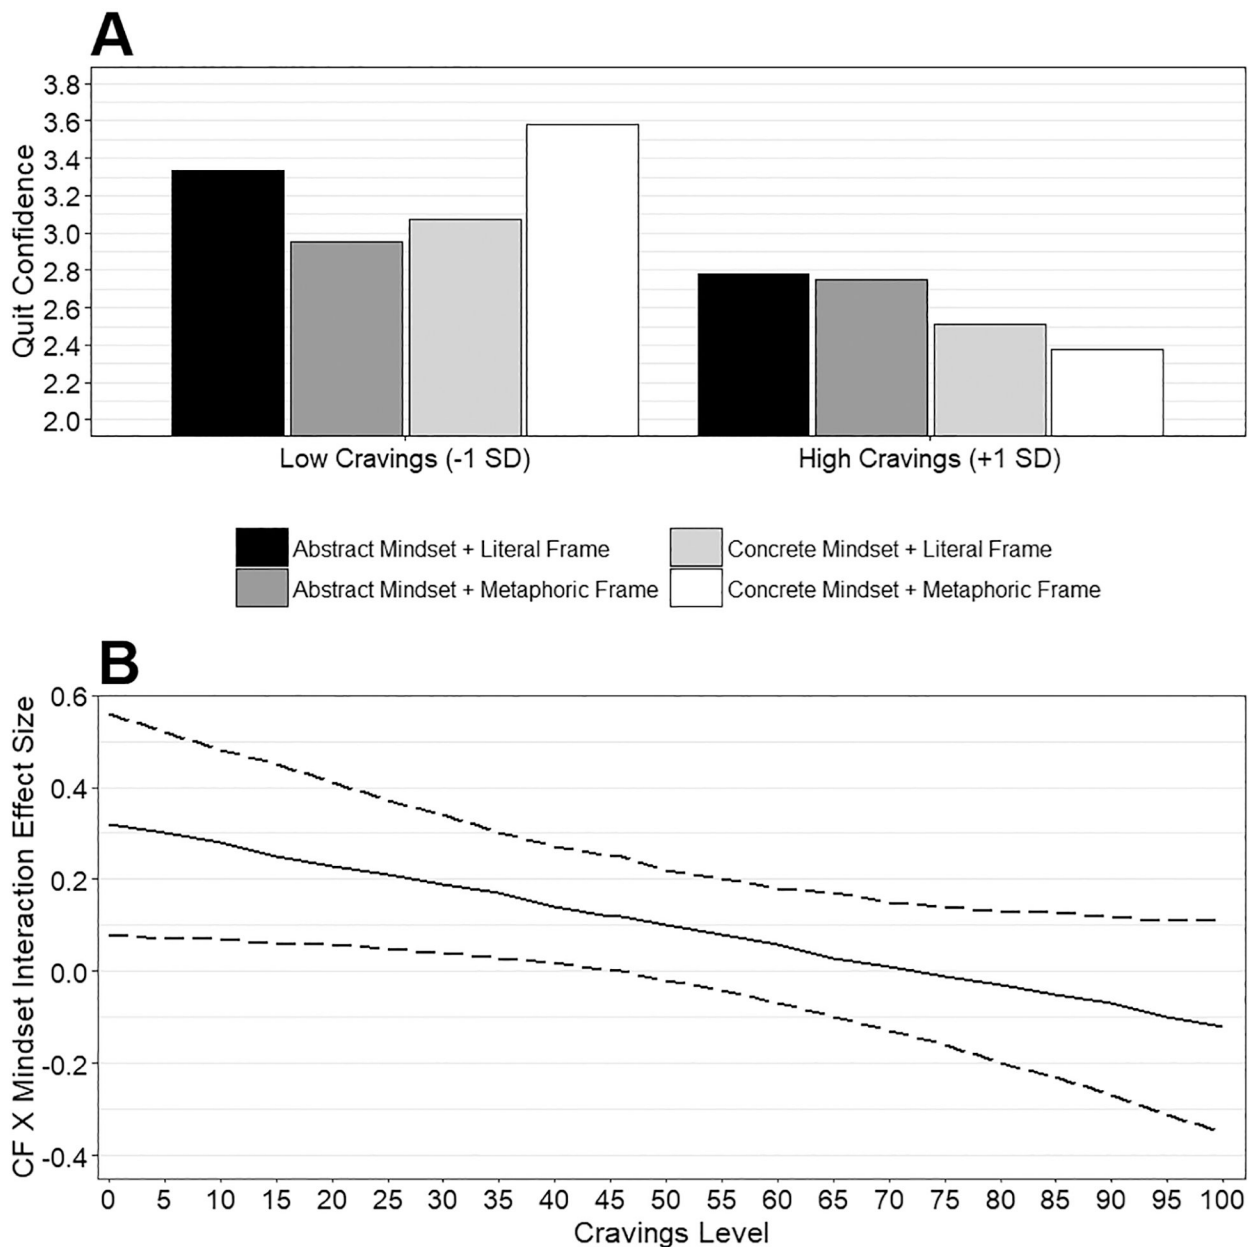 A
Quit Confidence
3.8
3.6
3.4
3.2
3.0
2.8
2.6
2.4
2.2
2.0
Low Cravings (-1 SD) High Cravings (+1 SD)
Abstract Mindset + Literal Frame Concrete Mindset + Literal Frame
Abstract Mindset + Metaphoric Frame Concrete Mindset + Metaphoric Frame
B
CF X Mindset Interaction Effect Size
0.6
0.4
0.2
0.0
-0.2
-0.4
0 5 10 15 20 25 30 35 40 45 50 55 60 65 70 75 80 85 90 95 100
Cravings Level